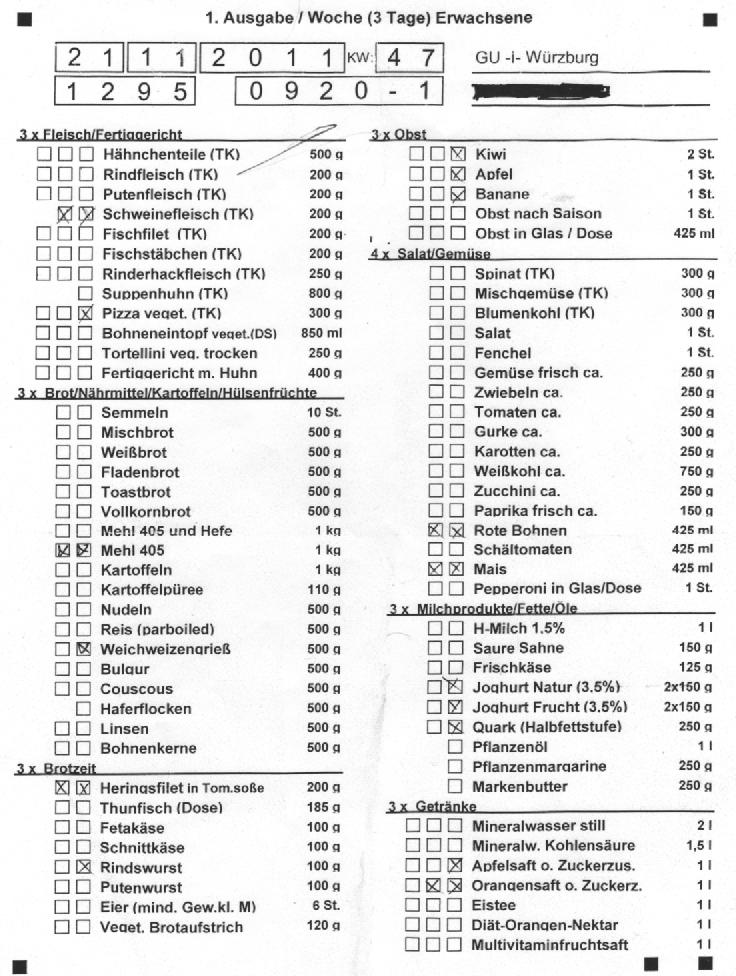 1. Ausgabe / Woche (3 Tage) Erwachsene
2 1 1 1 2 0 1 1 KW: 4 7 GU -i- Würzburg
1 2 9 5 0 9 2 0 - 1
3 x Fleisch/Fertiggericht
Hähnchenteile (TK) 500 g
Rindfleisch (TK) 200 g
Putenfleisch (TK) 200 g
Schweinefleisch (TK) 200 g
Fischfilet (TK) 200 g
Fischstäbchen (TK) 200 g
Rinderhackfleisch (TK) 250 g
Suppenhuhn (TK) 800 g
Pizza veget. (TK) 300 g
Bohneneintopf veget.(DS) 850 ml
Tortellini veg. trocken 250 g
Fertiggericht m. Huhn 400 g
3 x Brot/Nährmittel/Kartoffeln/Hülsenfrüchte
Semmeln 10 St.
Mischbrot 500 g
Weißbrot 500 g
Fladenbrot 500 g
Toastbrot 500 g
Vollkornbrot 500 g
Mehl 405 und Hefe 1 kg
Mehl 405 1 kg
Kartoffeln 1 kg
Kartoffelpüree 110 g
Nudeln 500 g
Reis (parboiled) 500 g
Weichweizengrieß 500 g
Bulgur 500 g
Couscous 500 g
Haferflocken 500 g
Linsen 500 g
Bohnenkerne 500 g
3 x Brotzeit
Heringsfilet in Tom.soße 200 g
Thunfisch (Dose) 185 g
Fetakäse 100 g
Schnittkäse 100 g
Rindswurst 100 g
Putenwurst 100 g
Eier (mind. Gew.kl. M) 6 St.
Veget. Brotaufstrich 120 g
3 x Obst
Kiwi 2 St.
Apfel 1 St.
Banane 1 St.
Obst nach Saison 1 St.
Obst in Glas / Dose 425 ml
4 x Salat/Gemüse
Spinat (TK) 300 g
Mischgemüse (TK) 300 g
Blumenkohl (TK) 300 g
Salat 1 St.
Fenchel 1 St.
Gemüse frisch ca. 250 g
Zwiebeln ca. 250 g
Tomaten ca. 250 g
Gurke ca. 300 g
Karotten ca. 250 g
Weißkohl ca. 750 g
Zucchini ca. 250 g
Paprika frisch ca. 150 g
Rote Bohnen 425 ml
Schältomaten 425 ml
Mais 425 ml
Pepperoni in Glas/Dose 1 St.
3 x Milchprodukte/Fette/Öle
H-Milch 1.5% 1 l
Saure Sahne 150 g
Frischkäse 125 g
Joghurt Natur (3.5%) 2x150 g
Joghurt Frucht (3.5%) 2x150 g
Quark (Halbfettstufe) 250 g
Pflanzenöl 1 l
Pflanzenmargarine 250 g
Markenbutter 250 g
3 x Getränke
Mineralwasser still 2 l
Mineralw. Kohlensäure 1,5 l
Apfelsaft o. Zuckerzus. 1 l
Orangensaft o. Zuckerz. 1 l
Eistee 1 l
Diät-Orangen-Nektar 1 l
Multivitaminfruchtsaft 1 l